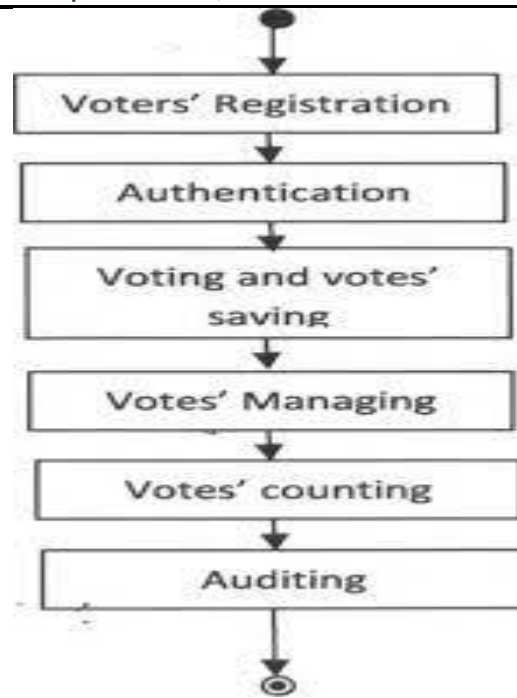 Voters' Registration
Authentication
Voting and votes'
saving
Votes' Managing
Votes' counting
Auditing